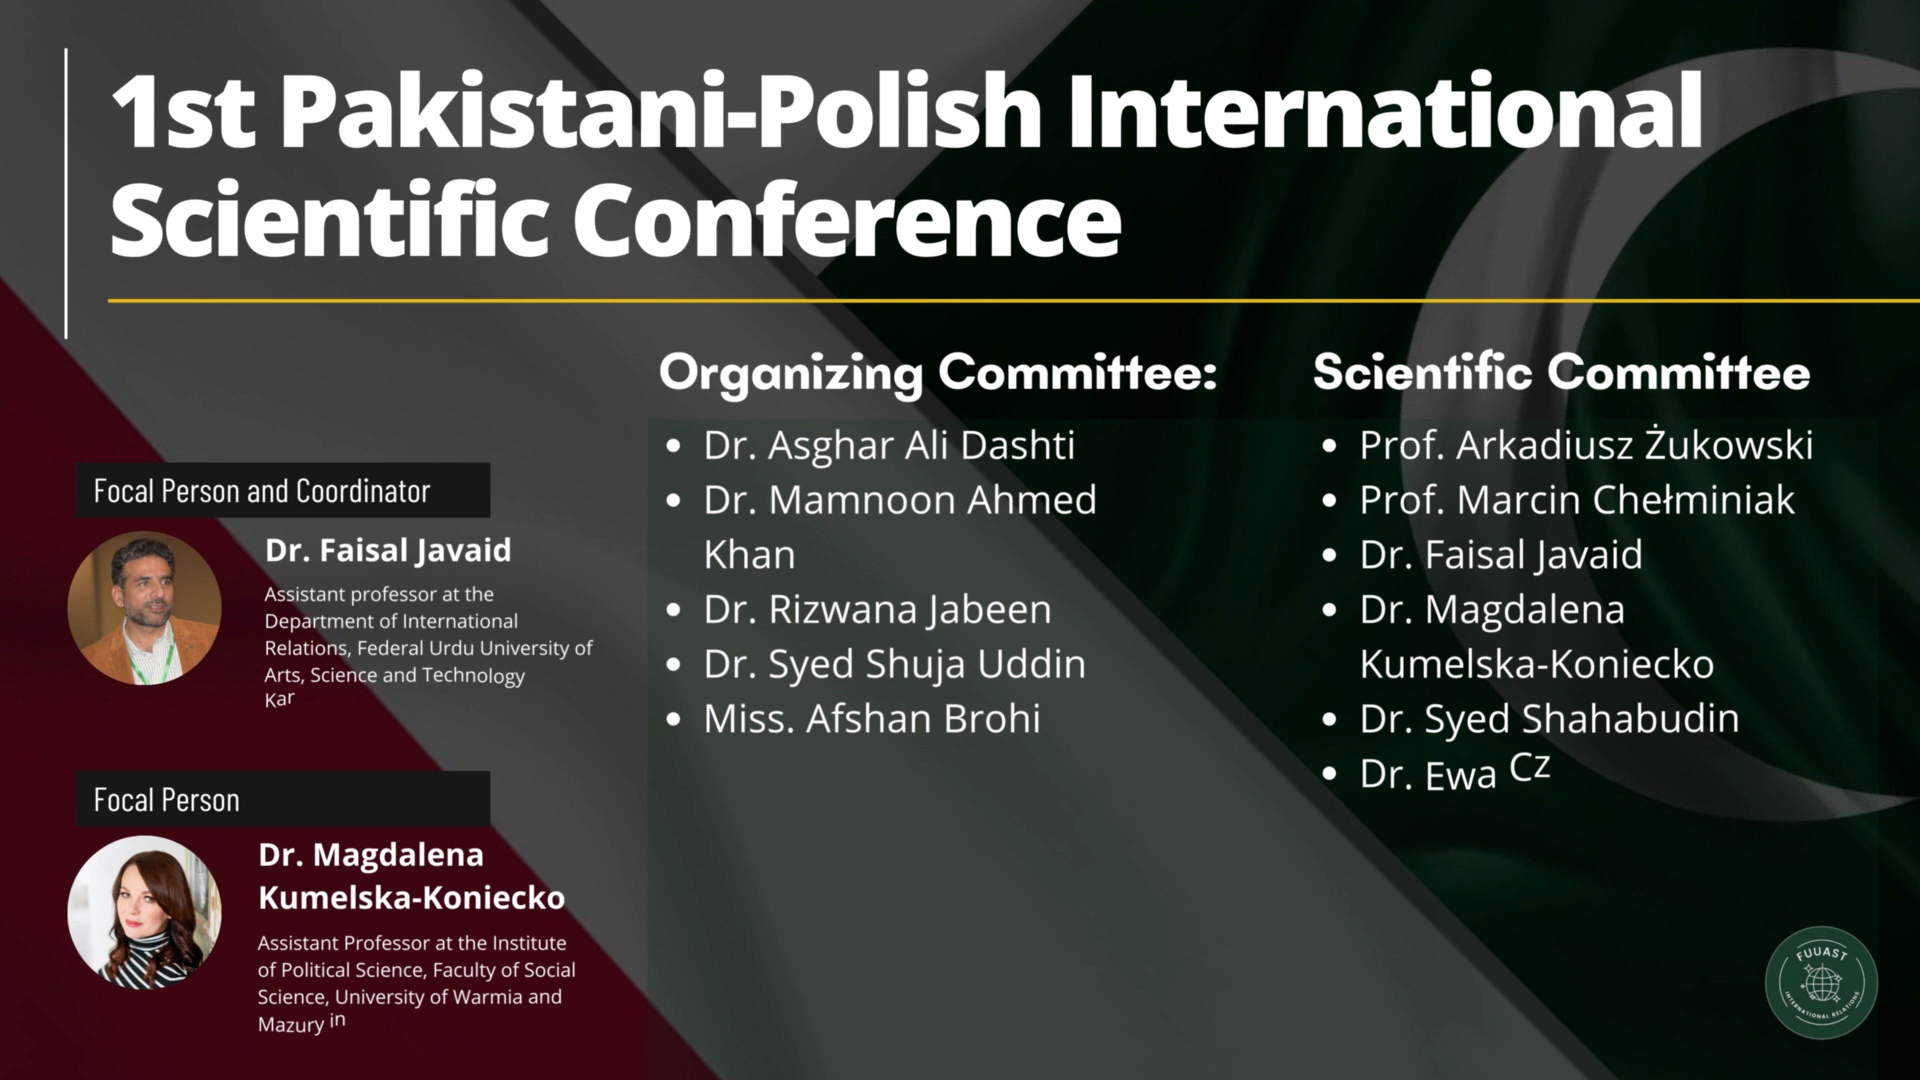 1st Pakistani-Polish International
Scientific Conference
Focal Person and Coordinator
Dr. Faisal Javaid
Assistant professor at the
Department of International
Relations, Federal Urdu University of
Arts, Science and Technology
Kar
Focal Person
Dr. Magdalena
Kumelska-Koniecko
Assistant Professor at the Institute
of Political Science, Faculty of Social
Science, University of Warmia and
Mazury in
Organizing Committee:
• Dr. Asghar Ali Dashti
• Dr. Mamnoon Ahmed
Khan
• Dr. Rizwana Jabeen
• Dr. Syed Shuja Uddin
• Miss. Afshan Brohi
Scientific Committee
• Prof. Arkadiusz Żukowski
• Prof. Marcin Chełminiak
• Dr. Faisal Javaid
• Dr. Magdalena
Kumelska-Koniecko
• Dr. Syed Shahabudin
• Dr. Ewa Cz
FUUAST
INTERNATIONAL RELATIONS